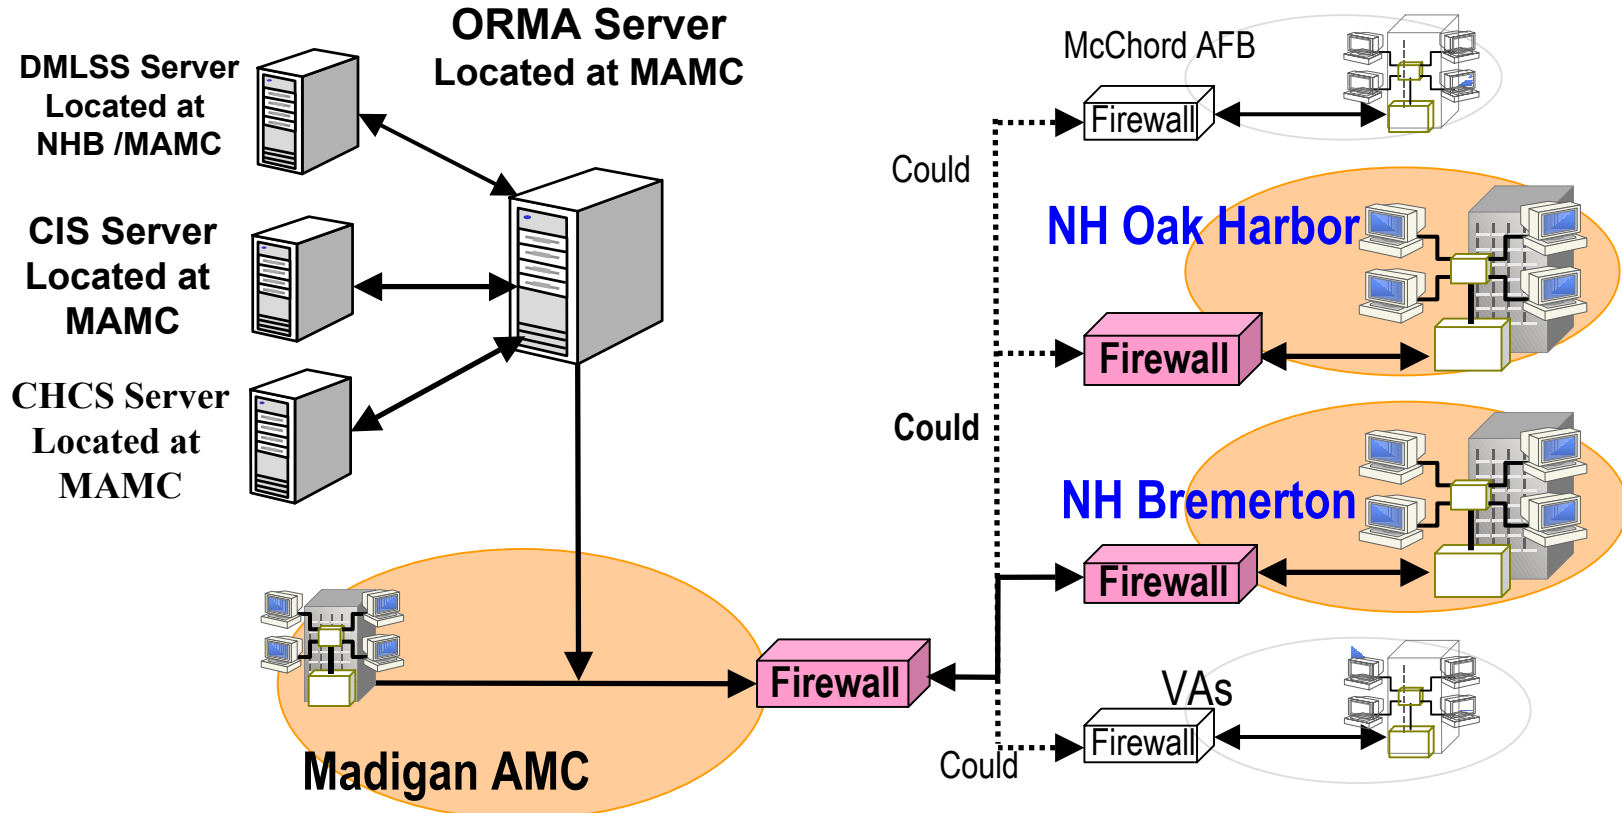 ORMA Server
Located at MAMC
DMLSS Server
Located at
NHB /MAMC
CIS Server
Located at
MAMC
CHCS Server
Located at
MAMC
Madigan AMC
Firewall
Could
Could
Could
McChord AFB
Firewall
NH Oak Harbor
Firewall
NH Bremerton
Firewall
VAs
Firewall